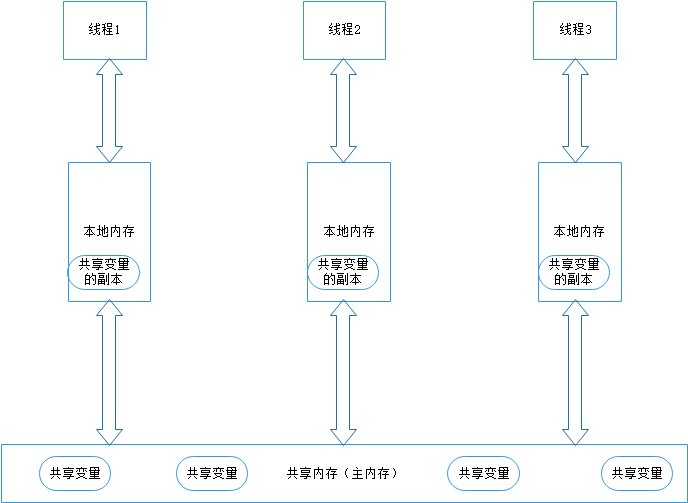 线程1
线程2
线程3
本地内存
本地内存
本地内存
共享变量
的副本
共享变量
的副本
共享变量
的副本
共享变量
共享变量
共享内存（主内存）
共享变量
共享变量